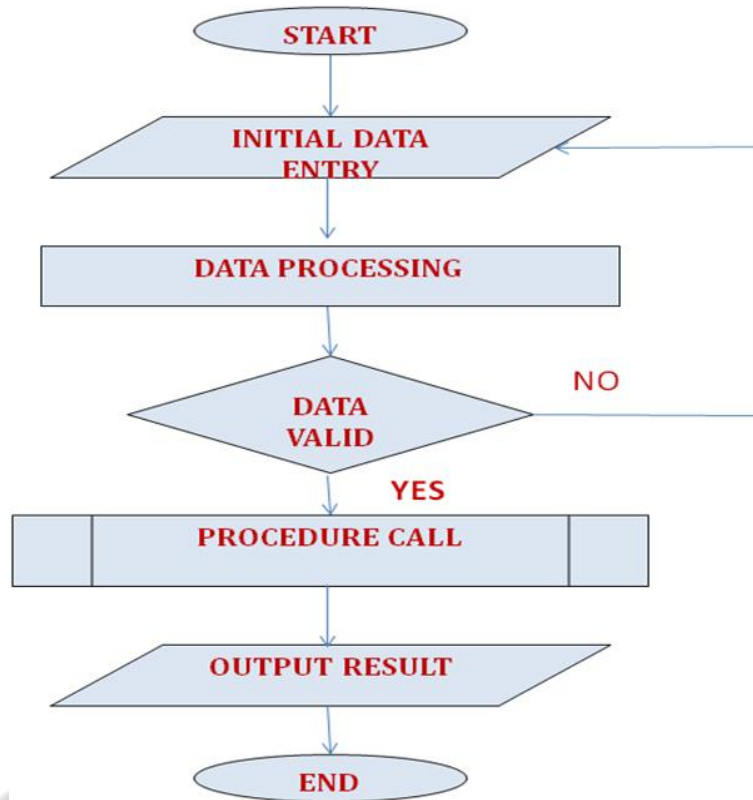 START
INITIAL DATA
ENTRY
DATA PROCESSING
DATA
VALID
NO
YES
PROCEDURE CALL
OUTPUT RESULT
END